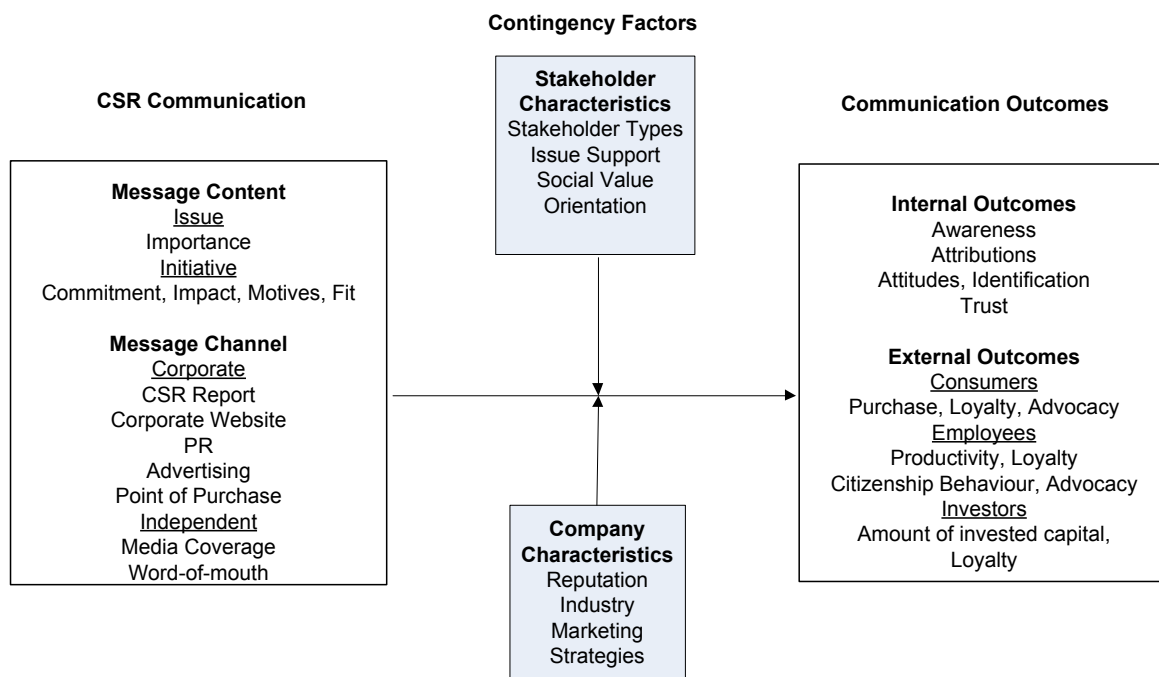 Contingency Factors
CSR Communication
Message Content
Issue
Importance
Initiative
Commitment, Impact, Motives, Fit
Message Channel
Corporate
CSR Report
Corporate Website
PR
Advertising
Point of Purchase
Independent
Media Coverage
Word-of-mouth
Stakeholder
Characteristics
Stakeholder Types
Issue Support
Social Value
Orientation
Company
Characteristics
Reputation
Industry
Marketing
Strategies
Communication Outcomes
Internal Outcomes
Awareness
Attributions
Attitudes, Identification
Trust
External Outcomes
Consumers
Purchase, Loyalty, Advocacy
Employees
Productivity, Loyalty
Citizenship Behaviour, Advocacy
Investors
Amount of invested capital,
Loyalty